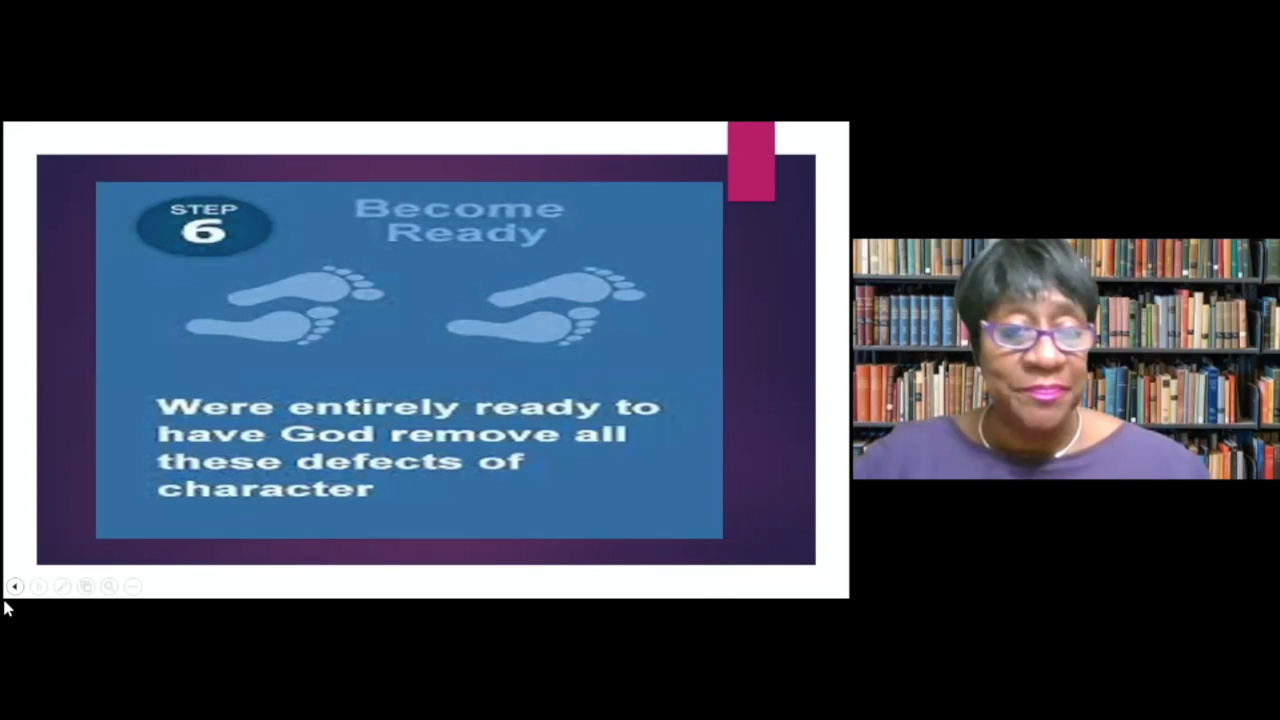 STEP
6
Become
Ready
Were entirely ready to
have God remove all
these defects of
character